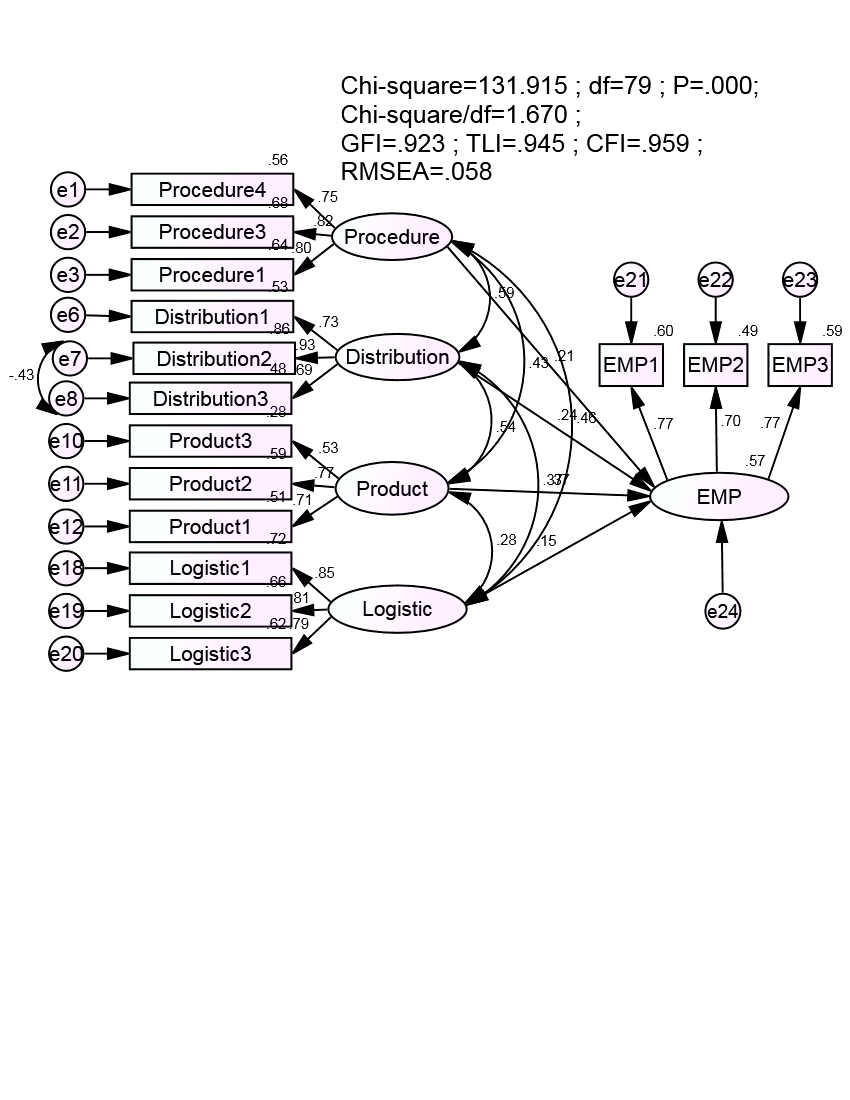 Chi-square=131.915 ; df=79 ; P=.000;
Chi-square/df=1.670 ;
GFI=.923 ; TLI=.945 ; CFI=.959 ;
RMSEA=.058
.56
e1 Procedure4 .75
.68
e2 Procedure3 .82 Procedure
.64 .80
e3 Procedure1
.53
e6 Distribution1 .73
.86
e7 Distribution2 .93 Distribution
.48 .69
e8 Distribution3
-.43
.28
e10 Product3 .53
.59
e11 Product2 .77 Product
.51 .71
e12 Product1
.72
e18 Logistic1 .85
.66
e19 Logistic2 .81 Logistic
.62 .79
e20 Logistic3
.59
.43 .21
.24 .46
.54
.37
.28 .15
e21 e22 e23
.60 .49 .59
EMP1 EMP2 EMP3
.77 .70 .77
.57
EMP
e24